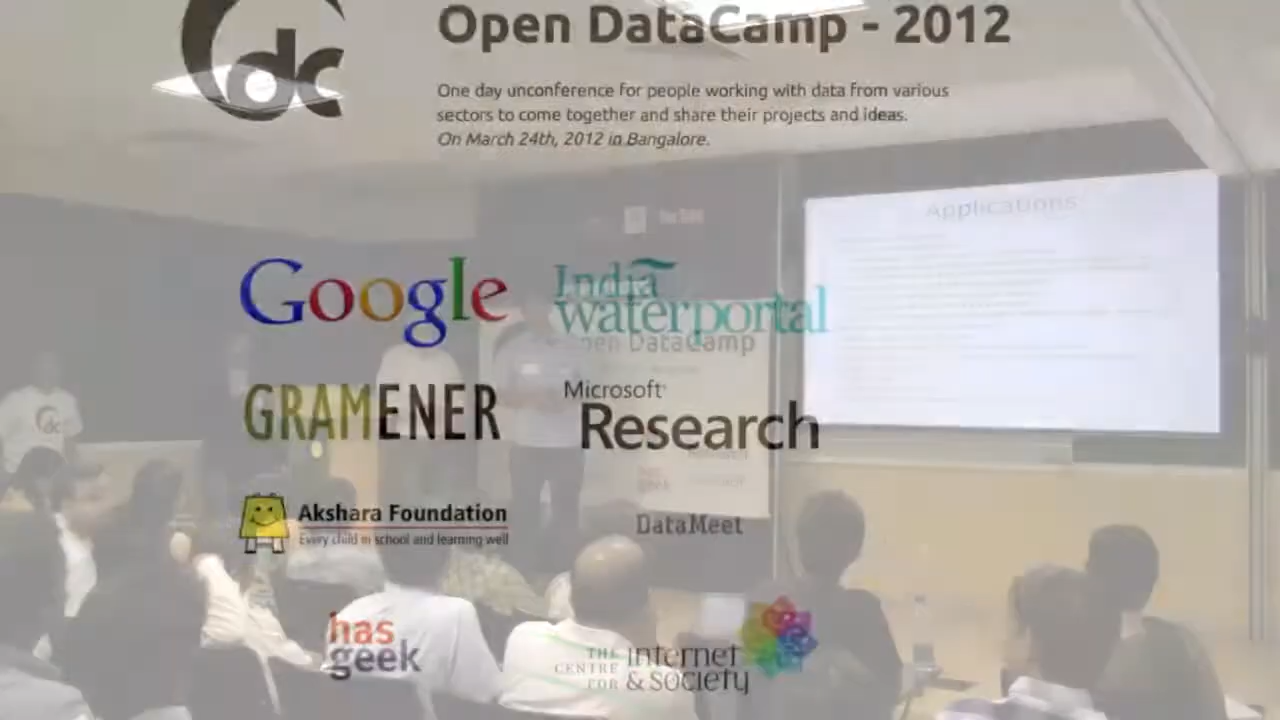 Open DataCamp - 2012
dc
One day unconference for people working with data from various
sectors to come together and share their projects and ideas.
On March 24th, 2012 in Bangalore.
Applications
Google
India
waterportal
Open DataCamp
GRAMENER
Microsoft
Research
dc
Akshara Foundation
Every child in school and learning well
DataMeet
has
geek
THE
CENTRE
FOR
internet
& society